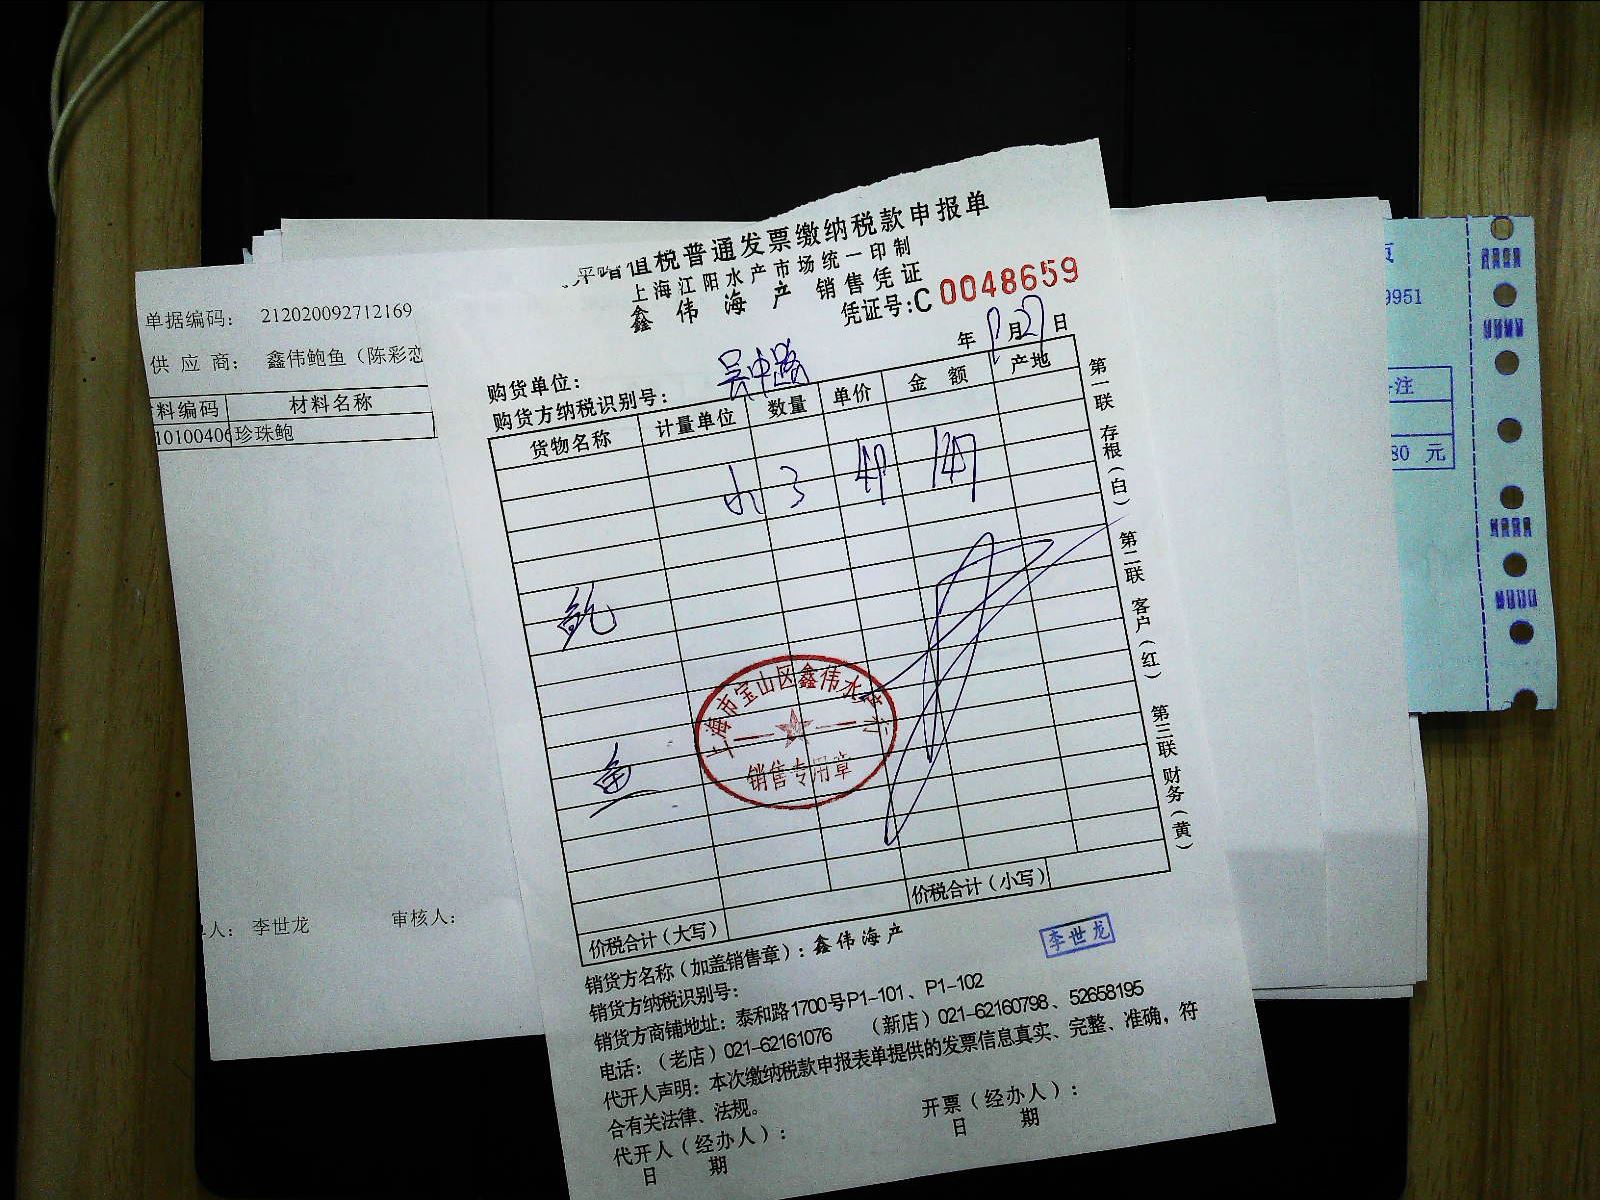 单据编码： 212020092712169
供 应 商： 鑫伟鲍鱼（陈彩恋
料编码 材料名称
10100406 珍珠鲍
人： 李世龙 审核人：
值税普通发票缴纳税款申报单
上海江阳水产市场统一印制
鑫伟海产 销售凭证
凭证号:C 0048659
年 月 27 日
购货单位：
吴中路
购货方纳税识别号：
货物名称 计量单位 数量 单价 金 额 产地
3
鲍
鱼
上海市宝山区鑫伟水产行
销售专用章
价税合计（小写）
价税合计（大写）
第一联 存根（白） 第二联 客户（红） 第三联 财务（黄）
销货方名称（加盖销售章）：鑫伟海产
李世龙
销货方纳税识别号：
销货方商铺地址：泰和路1700号P1-101、P1-102
电话：（老店）021-62161076 （新店）021-62160798、52658195
代开人声明：本次缴纳税款申报表单提供的发票信息真实、完整、准确，符
合有关法律、法规。
代开人（经办人）： 开票（经办人）：
日 期 日 期
9951
注
80 元